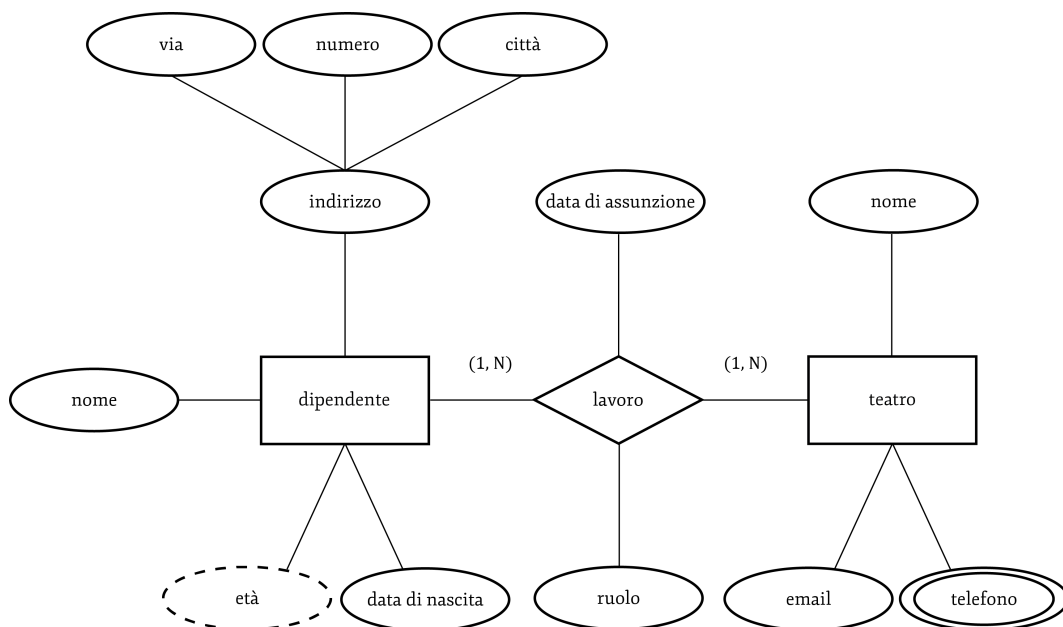 via
numero
città
indirizzo
data di assunzione
nome
(1, N)
(1, N)
nome
dipendente
lavoro
teatro
età
data di nascita
ruolo
email
telefono